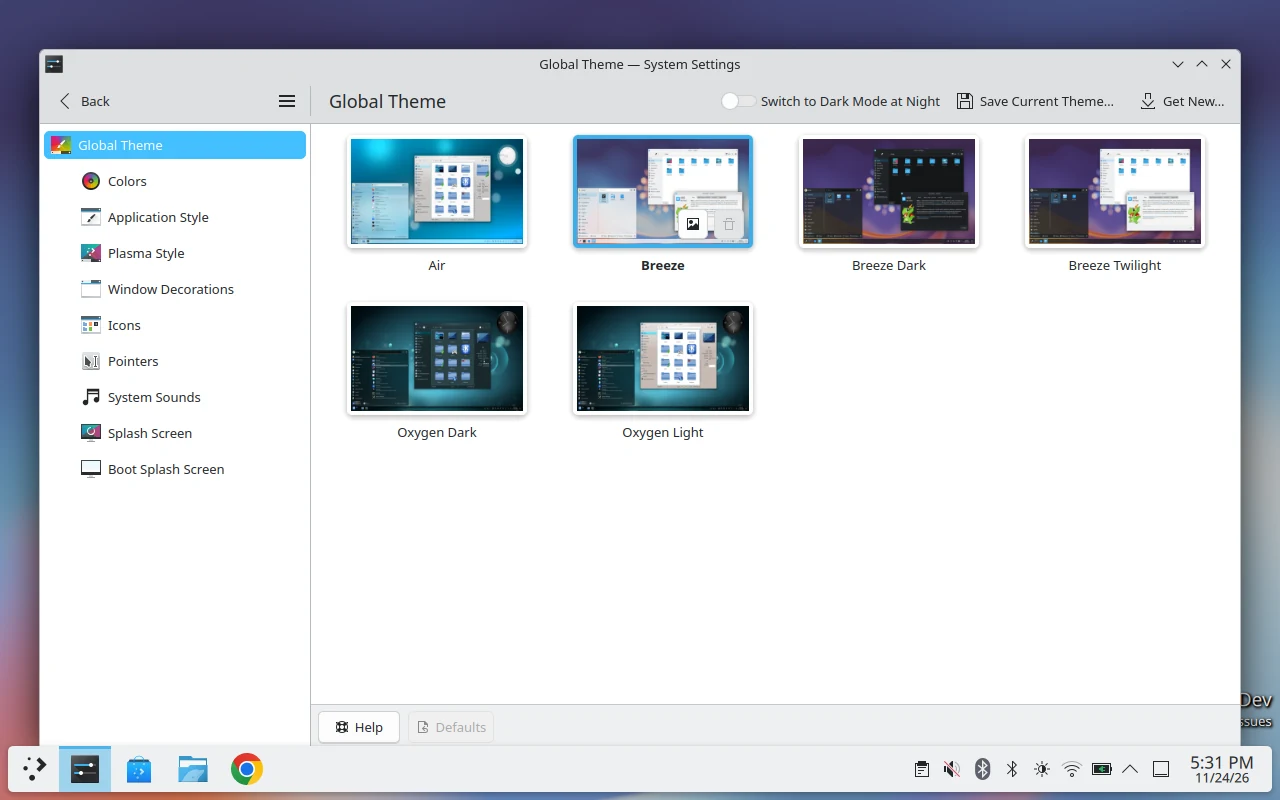 Global Theme — System Settings
Back
Global Theme
Switch to Dark Mode at Night
Save Current Theme...
Get New...
Global Theme
Colors
Application Style
Plasma Style
Window Decorations
Icons
Pointers
System Sounds
Splash Screen
Boot Splash Screen
Air
Breeze
Breeze Dark
Breeze Twilight
Oxygen Dark
Oxygen Light
Help
Defaults
Dev
ssues
5:31 PM
11/24/26